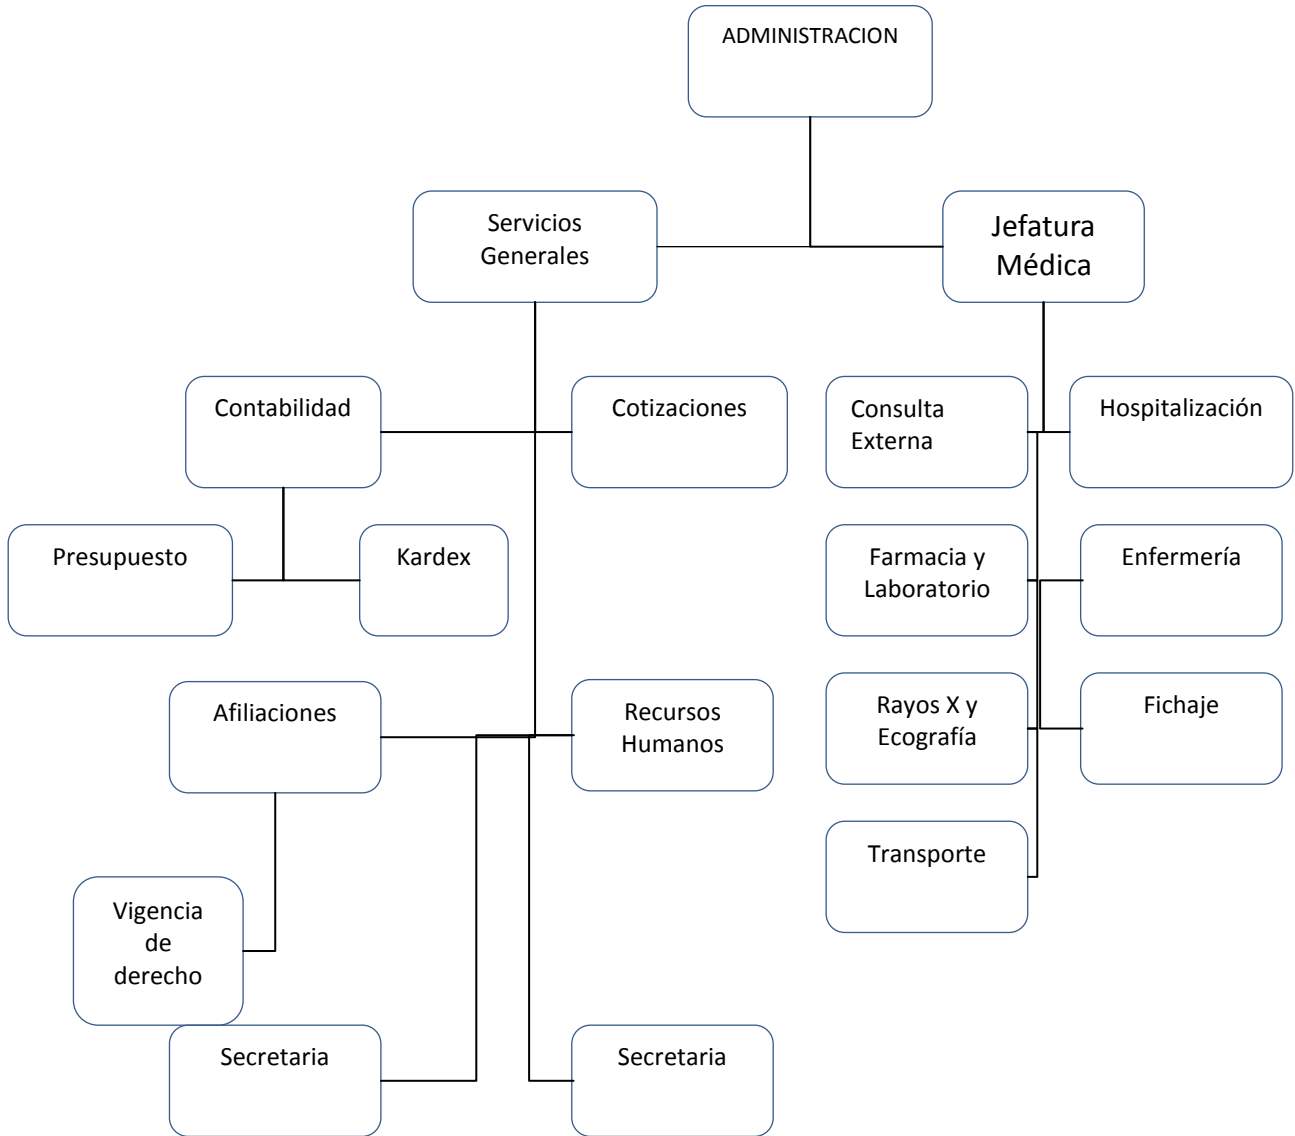 ADMINISTRACION
Servicios
Generales
Jefatura
Médica
Contabilidad
Cotizaciones
Consulta
Externa
Hospitalización
Presupuesto
Kardex
Farmacia y
Laboratorio
Enfermería
Afiliaciones
Recursos
Humanos
Rayos X y
Ecografía
Fichaje
Transporte
Vigencia
de
derecho
Secretaria
Secretaria